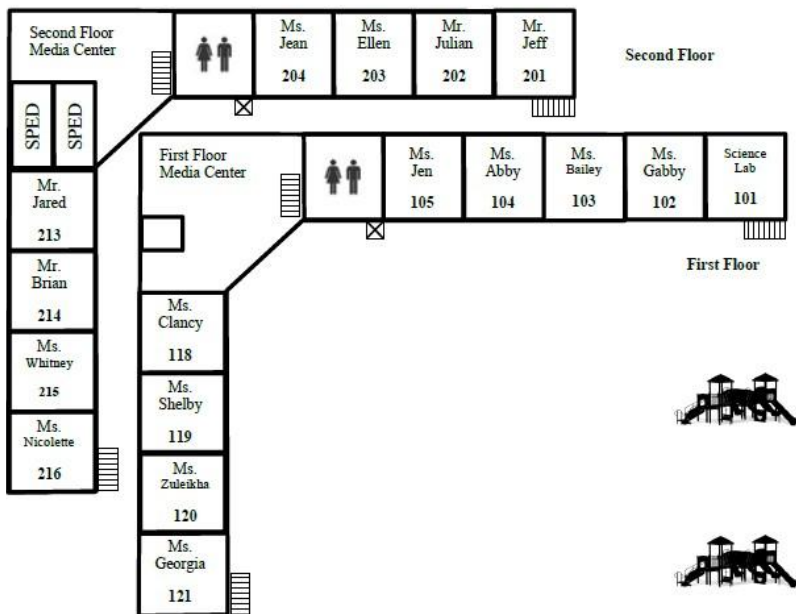 Second Floor
Media Center
Ms.
Jean
204
Ms.
Ellen
203
Mr.
Julian
202
Mr.
Jeff
201
Second Floor
SPED
SPED
First Floor
Media Center
Ms.
Jen
105
Ms.
Abby
104
Ms.
Bailey
103
Ms.
Gabby
102
Science
Lab
101
First Floor
Mr.
Jared
213
Mr.
Brian
214
Ms.
Whitney
215
Ms.
Nicolette
216
Ms.
Clancy
118
Ms.
Shelby
119
Ms.
Zuleikha
120
Ms.
Georgia
121